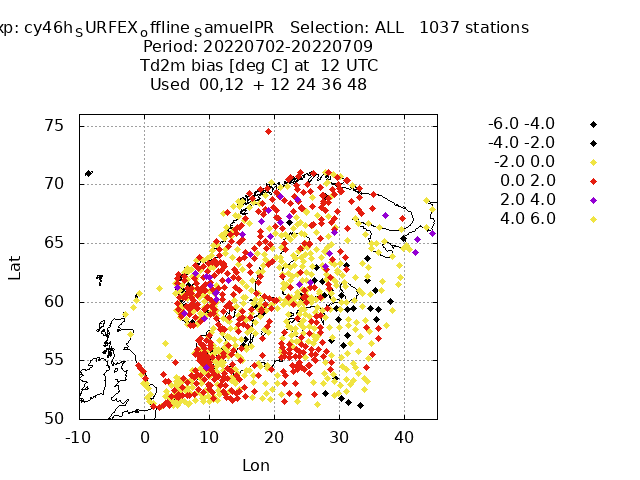 xp: cy46hSURFEXoffline SamuelPR   Selection: ALL   1037 stations
Period: 20220702-20220709
Td2m bias [deg C] at  12 UTC
Used  00,12  + 12 24 36 48
-6.0 -4.0
-4.0 -2.0
-2.0 0.0
0.0 2.0
2.0 4.0
4.0 6.0
75
70
65
60
55
50
Lat
-10 0 10 20 30 40
Lon